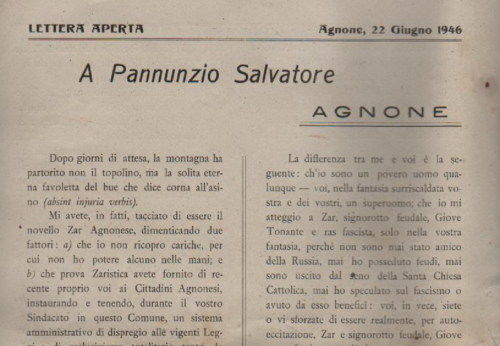 LETTERA APERTA
Agnone, 22 Giugno 1946
A Pannunzio Salvatore
AGNONE
Dopo giorni di attesa, la montagna ha
partorito non il topolino, ma la solita eter-
na favoletta del bue che dice corna all'asi-
no (absint injuria verbis).
Mi avete, in fatti, tacciato di essere il
novello Zar Agnonese, dimenticando due
fattori: a) che io non ricopro cariche, per
cui non ho potere alcuno nelle mani; e
b) che prova Zaristica avete fornito di re-
cente proprio voi ai Cittadini Agnonesi,
instaurando e tenendo, durante il vostro
Sindacato in questo Comune, un sistema
amministrativo di dispregio alle vigenti Leg-
La differenza tra me e voi è la se-
guente: ch'io sono un povero uomo qua-
lunque — voi, nella fantasia surriscaldata vo-
stra e dei vostri, un superuomo; che io mi
atteggio a Zar, signorotto feudale, Giove
Tonante e ras fascista, solo nella vostra
fantasia, perchè non sono mai stato amico
della Russia, mai ho posseduto feudi, mai
sono uscito dal seno della Santa Chiesa
Cattolica, mai ho speculato sul fascismo o
avuto da esso benefici: voi, in vece, siete
o vi sforzate di essere realmente, per auto-
eccitazione, Zar e signorotto feudale, Giove